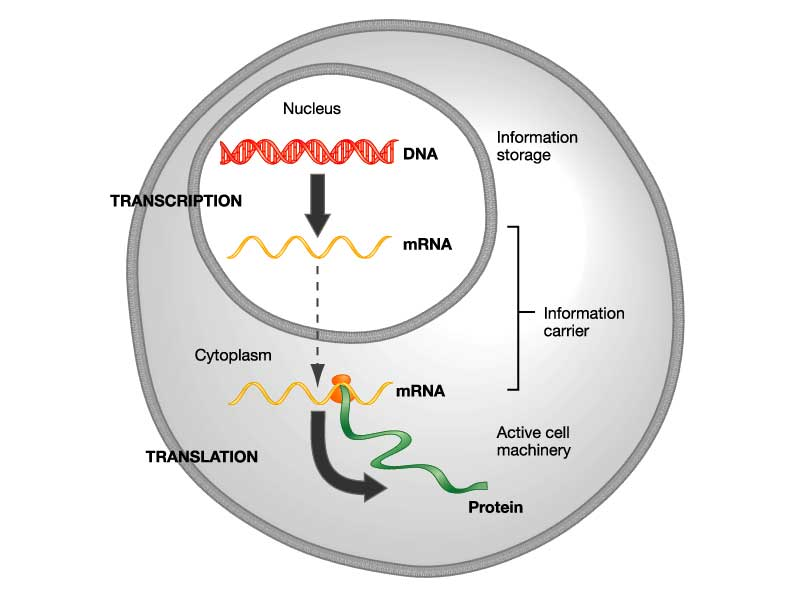 Nucleus
Information
storage
DNA
TRANSCRIPTION
mRNA
Information
carrier
Cytoplasm
mRNA
Active cell
machinery
TRANSLATION
Protein